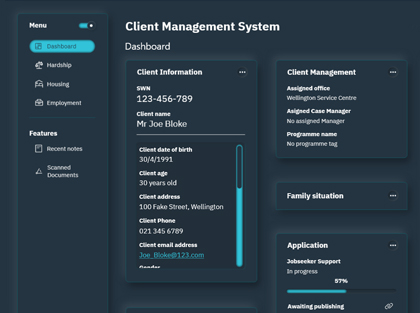 Menu
Dashboard
Hardship
Housing
Employment
Features
Recent notes
Scanned
Documents
Client Management System
Dashboard
Client Information
SWN
123-456-789
Client name
Mr Joe Bloke
Client date of birth
30/4/1991
Client age
30 years old
Client address
100 Fake Street, Wellington
Client Phone
021 345 6789
Client email address
Joe_Bloke@123.com
Gender
Client Management
Assigned office
Wellington Service Centre
Asigned Case Manager
No assigned Manager
Programme name
No programme tag
Family situation
Application
Jobseeker Support
In progress
57%
Awaiting publishing